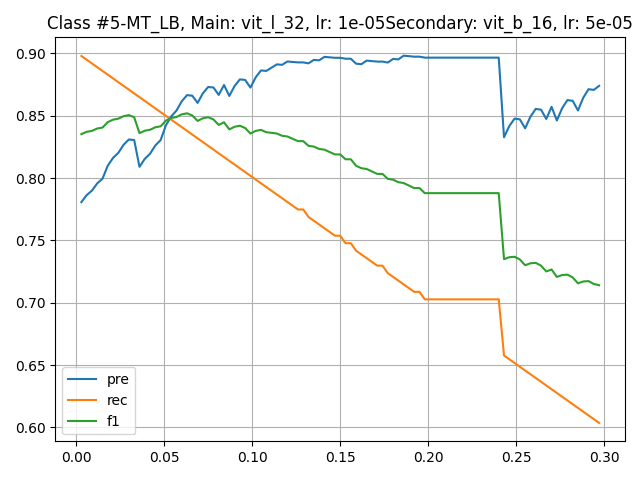 Class #5-MT_LB, Main: vit_l_32, lr: 1e-05Secondary: vit_b_16, lr: 5e-05
0.90
0.85
0.80
0.75
0.70
0.65
0.60
pre
rec
f1
0.00 0.05 0.10 0.15 0.20 0.25 0.30